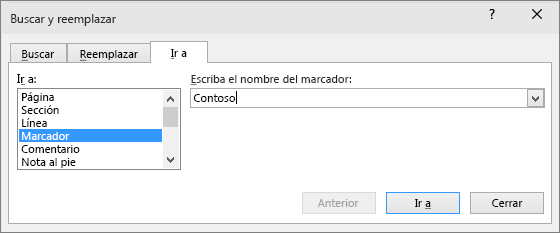 Buscar y reemplazar
? X
Buscar Reemplazar Ir a
Ir a: Escriba el nombre del marcador:
Página
Sección
Línea
Marcador
Comentario
Nota al pie
Contoso
Anterior Ir a Cerrar